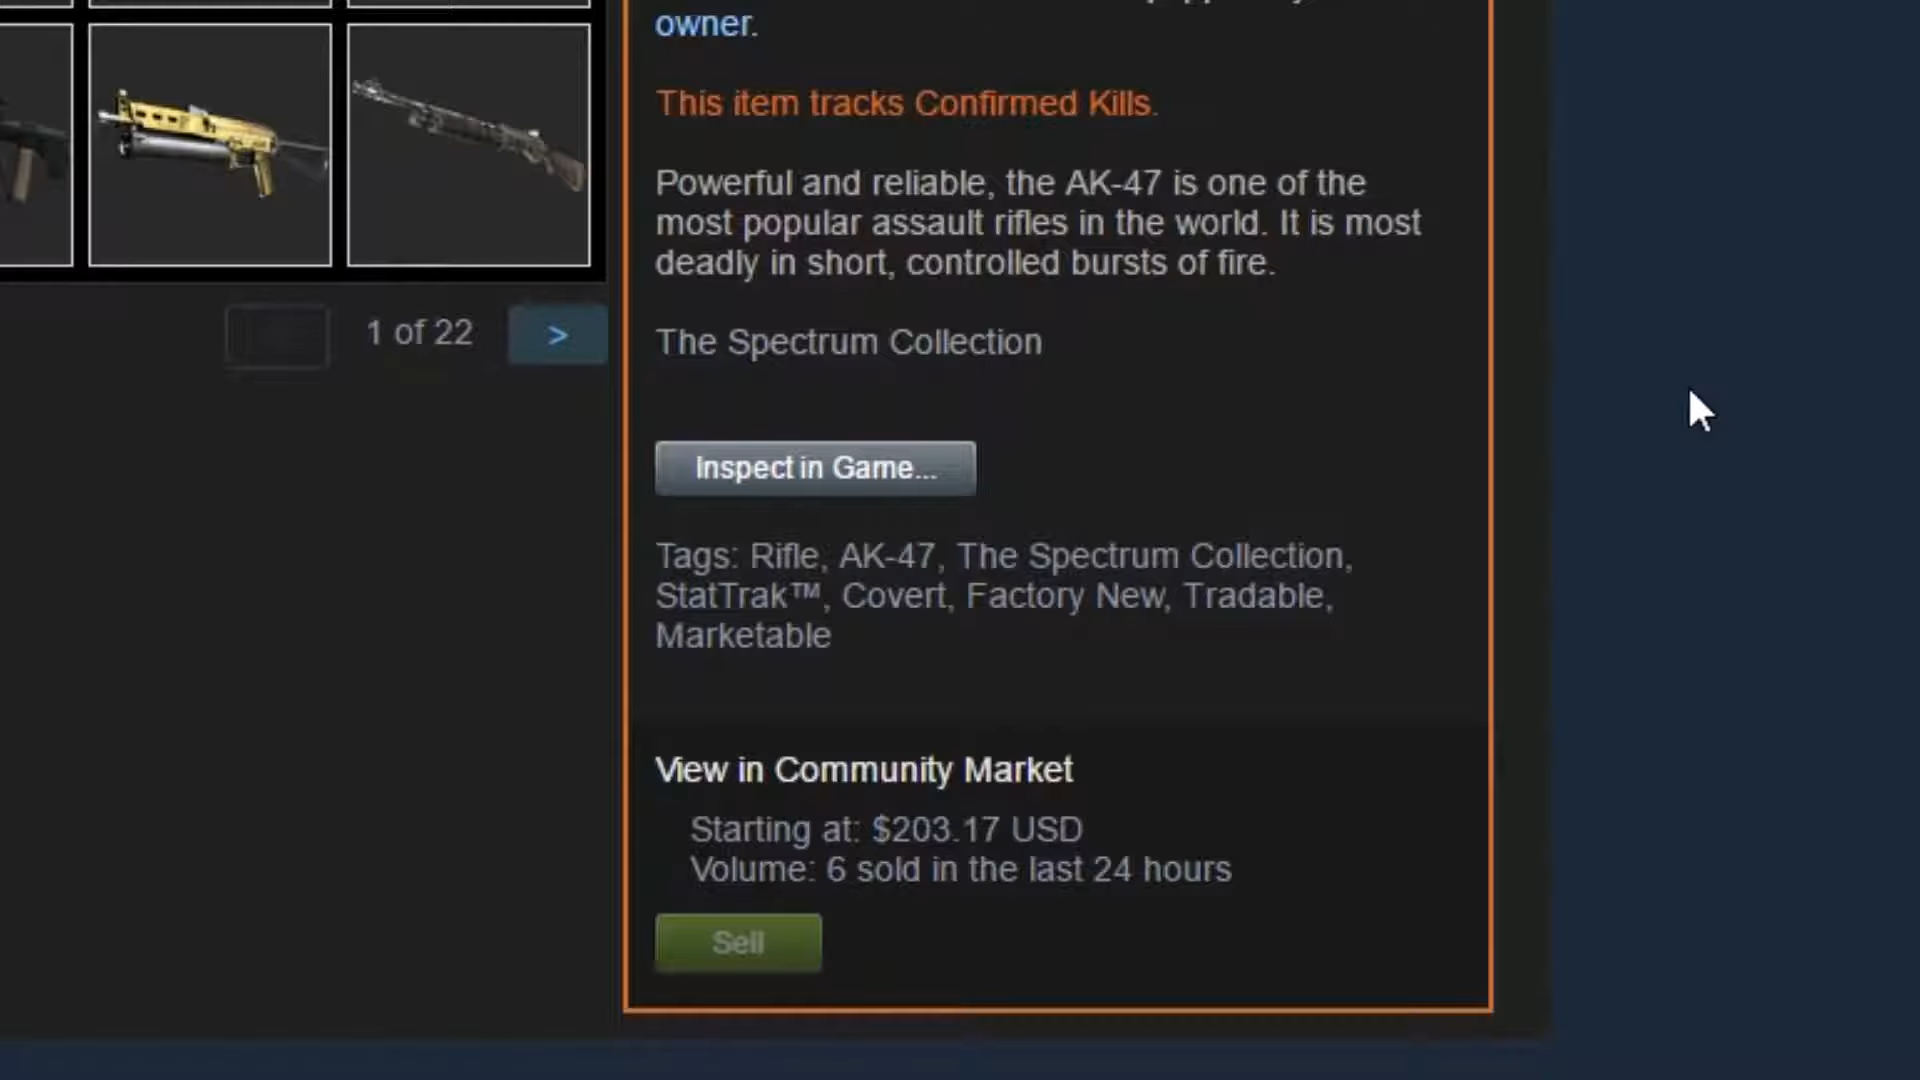 owner.
This item tracks Confirmed Kills.
Powerful and reliable, the AK-47 is one of the
most popular assault rifles in the world. It is most
deadly in short, controlled bursts of fire.
The Spectrum Collection
1 of 22
>
Inspect in Game...
Tags: Rifle, AK-47, The Spectrum Collection,
StatTrak™, Covert, Factory New, Tradable,
Marketable
View in Community Market
Starting at: $203.17 USD
Volume: 6 sold in the last 24 hours
Sell